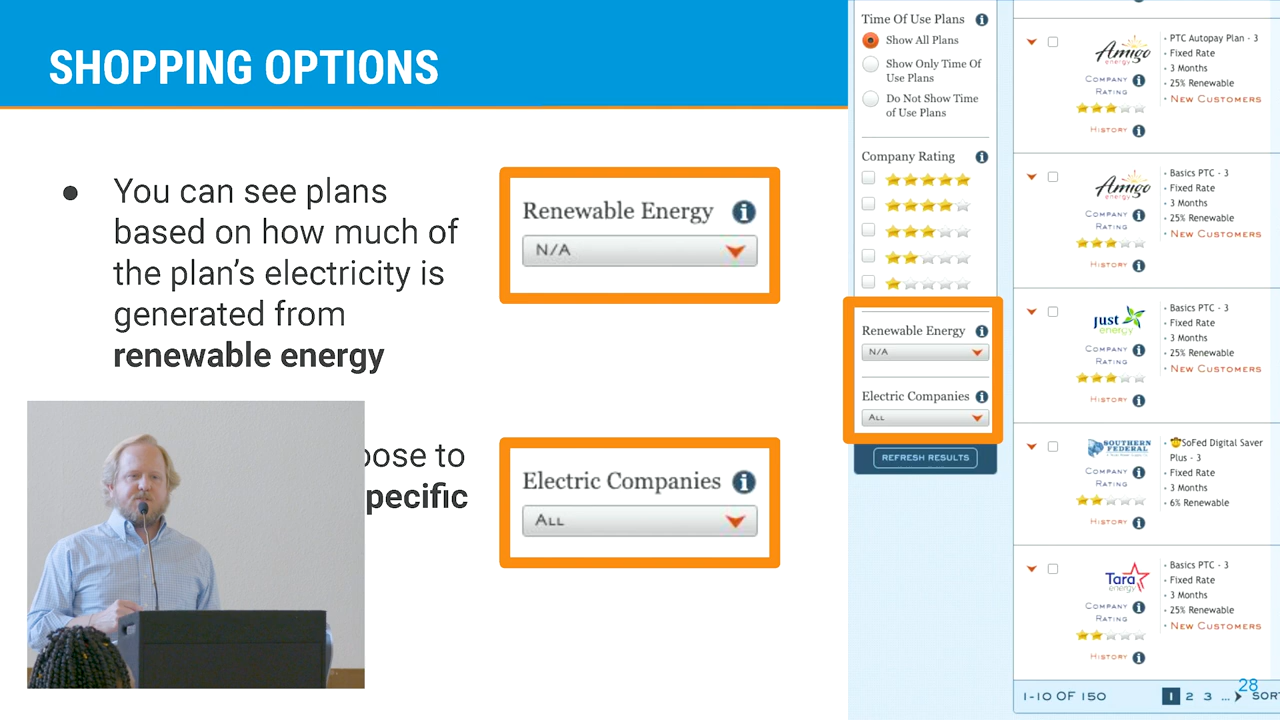 SHOPPING OPTIONS
● You can see plans
based on how much of
the plan’s electricity is
generated from
renewable energy
oose to
pecific
Renewable Energy i
N/A
Electric Companies i
ALL
Time Of Use Plans i
Show All Plans
Show Only Time Of
Use Plans
Do Not Show Time
of Use Plans
Company Rating i
Renewable Energy i
N/A
Electric Companies i
ALL
REFRESH RESULTS
Amigo
energy
COMPANY
RATING i
HISTORY i
• PTC Autopay Plan - 3
• Fixed Rate
• 3 Months
• 25% Renewable
• NEW CUSTOMERS
Amigo
energy
COMPANY
RATING i
HISTORY i
• Basics PTC - 3
• Fixed Rate
• 3 Months
• 25% Renewable
• NEW CUSTOMERS
just
energy
COMPANY
RATING i
HISTORY i
• Basics PTC - 3
• Fixed Rate
• 3 Months
• 25% Renewable
• NEW CUSTOMERS
SOUTHERN
FEDERAL
COMPANY
RATING i
HISTORY i
• SoFed Digital Saver
Plus - 3
• Fixed Rate
• 3 Months
• 6% Renewable
Tara
energy
COMPANY
RATING i
HISTORY i
• Basics PTC - 3
• Fixed Rate
• 3 Months
• 25% Renewable
• NEW CUSTOMERS
28
1-10 OF 150 1 2 3 ... SOR